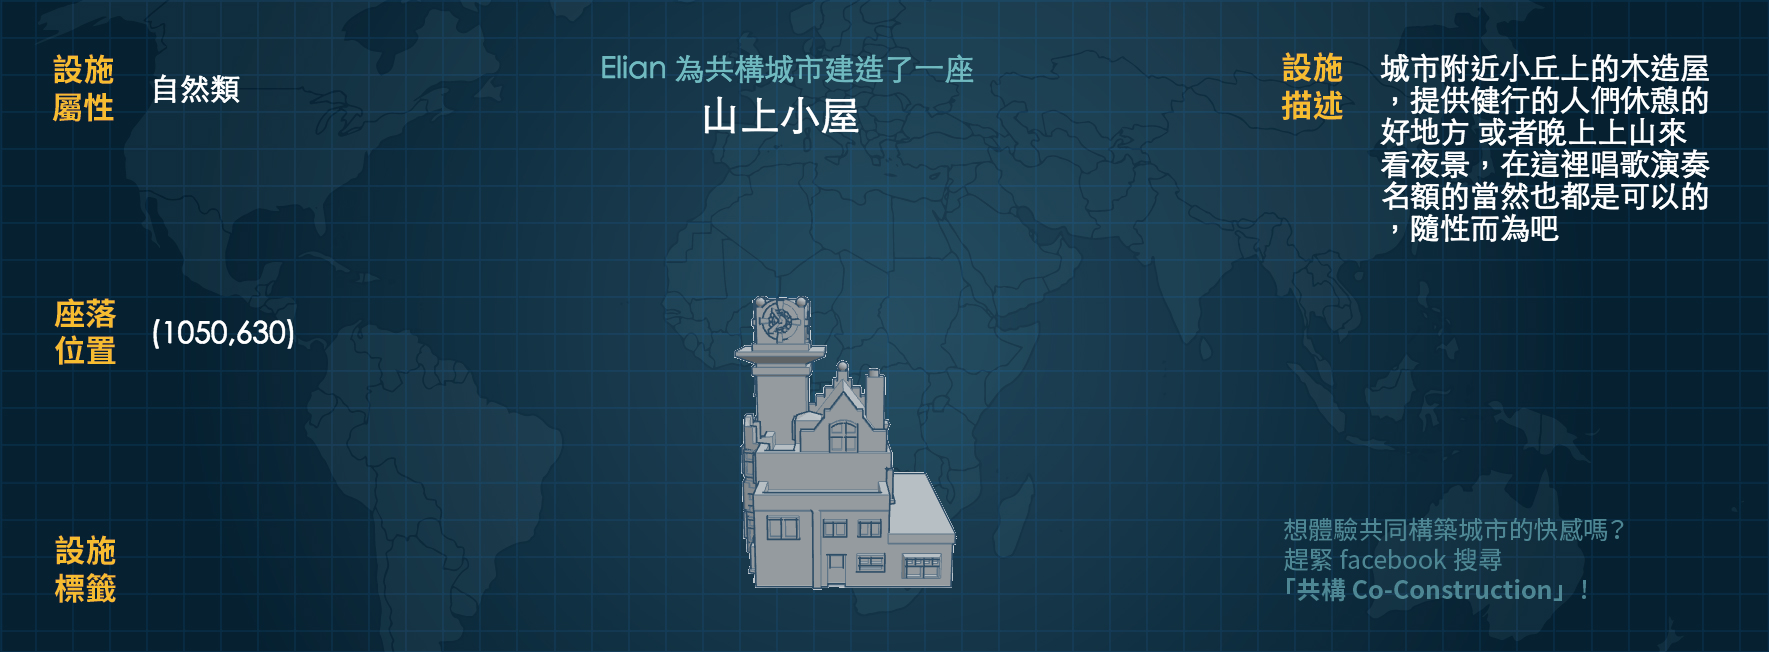 設施
屬性
自然類
Elian 為共構城市建造了一座
山上小屋
設施
描述
城市附近小丘上的木造屋
，提供健行的人們休憩的
好地方 或者晚上上山來
看夜景，在這裡唱歌演奏
名額的當然也都是可以的
，隨性而為吧
座落
位置
(1050,630)
設施
標籤
想體驗共同構築城市的快感嗎?
趕緊 facebook 搜尋
「共構 Co-Construction」!